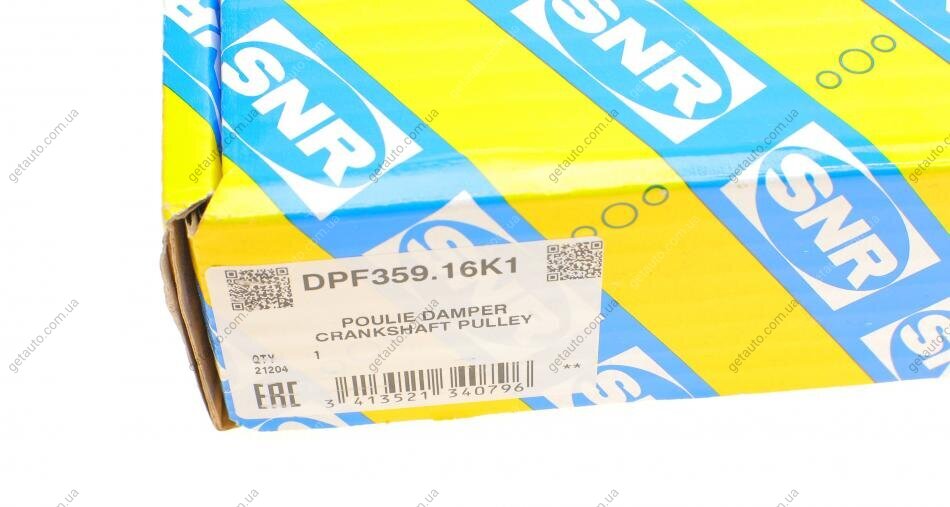 SNR
SNR
SNR
SNR
DPF359.16K1
POULIE DAMPER
CRANKSHAFT PULLEY
QTY 1
21204
**
EAC
3 413521 340796
getauto.com.ua